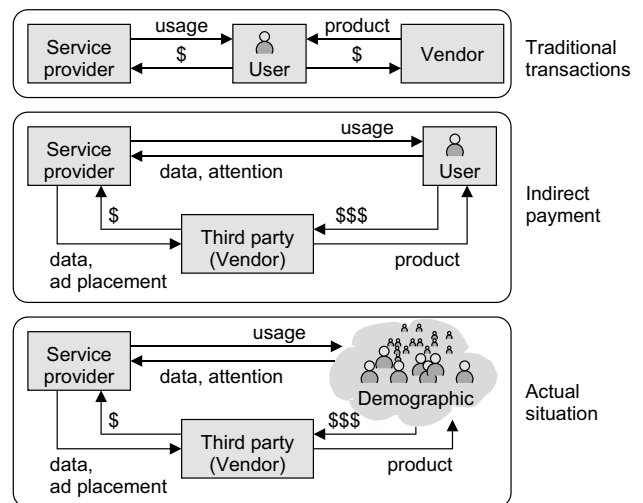 usage
product
Service
provider
$
User
$
Vendor
Traditional
transactions
usage
Service
provider
data, attention
User
$
$$$
Third party
(Vendor)
data,
ad placement
product
Indirect
payment
usage
Service
provider
data, attention
Demographic
$
$$$
Third party
(Vendor)
data,
ad placement
product
Actual
situation